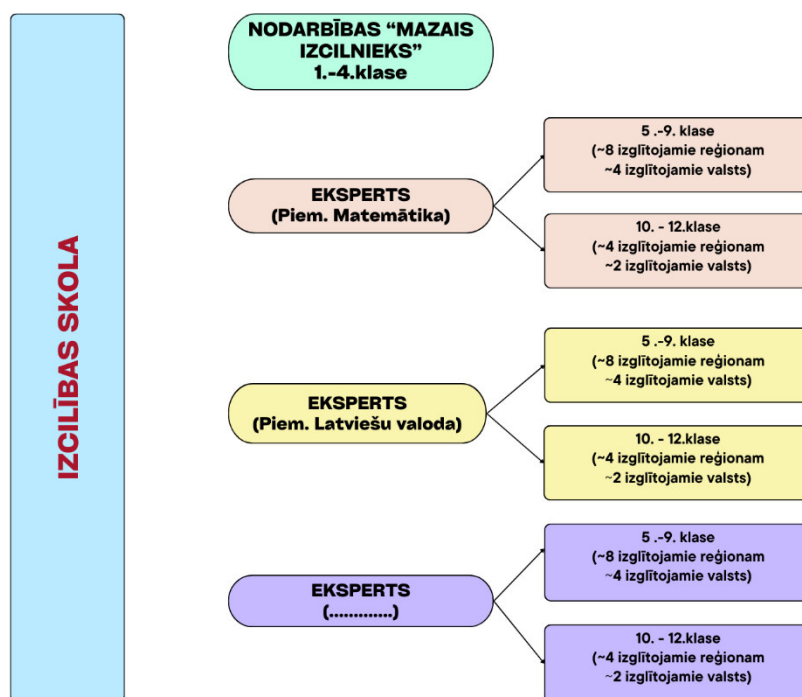 IZCILĪBAS SKOLA
NODARBĪBAS “MAZAIS
IZCILNIEKS”
1.-4.klase
EKSPERTS
(Piem. Matemātika)
5 .-9. klase
(~8 izglītojamie reģionam
~4 izglītojamie valsts)
10. - 12.klase
(~4 izglītojamie reģionam
~2 izglītojamie valsts)
EKSPERTS
(Piem. Latviešu valoda)
5 .-9. klase
(~8 izglītojamie reģionam
~4 izglītojamie valsts)
10. - 12.klase
(~4 izglītojamie reģionam
~2 izglītojamie valsts)
EKSPERTS
(.............)
5 .-9. klase
(~8 izglītojamie reģionam
~4 izglītojamie valsts)
10. - 12.klase
(~4 izglītojamie reģionam
~2 izglītojamie valsts)